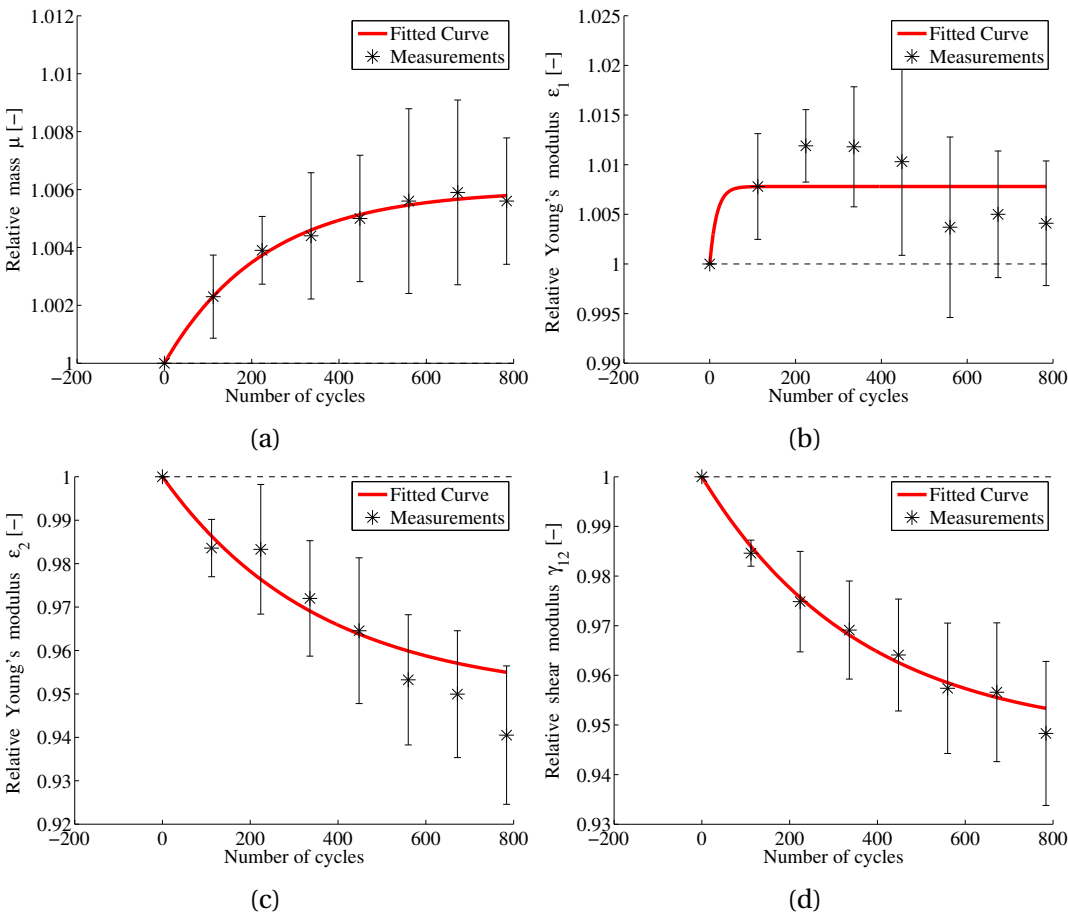 1.012
1.01
1.008
1.006
1.004
1.002
1
−200
0
200
400
600
800
Relative mass μ [−]
Number of cycles
Fitted Curve
Measurements
(a)
1.025
1.02
1.015
1.01
1.005
1
0.995
0.99
−200
0
200
400
600
800
Relative Young's modulus ε₁ [−]
Number of cycles
Fitted Curve
Measurements
(b)
1
0.99
0.98
0.97
0.96
0.95
0.94
0.93
0.92
−200
0
200
400
600
800
Relative Young's modulus ε₂ [−]
Number of cycles
Fitted Curve
Measurements
(c)
1
0.99
0.98
0.97
0.96
0.95
0.94
0.93
−200
0
200
400
600
800
Relative shear modulus γ₁₂ [−]
Number of cycles
Fitted Curve
Measurements
(d)